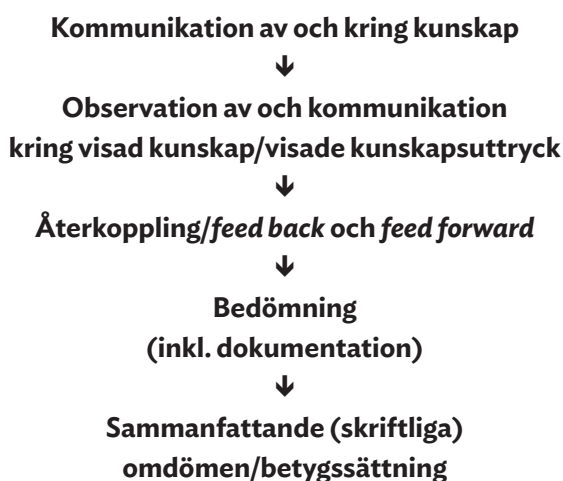 Kommunikation av och kring kunskap
↓
Observation av och kommunikation
kring visad kunskap/visade kunskapsuttryck
↓
Återkoppling/feed back och feed forward
↓
Bedömning
(inkl. dokumentation)
↓
Sammanfattande (skriftliga)
omdömen/betygssättning